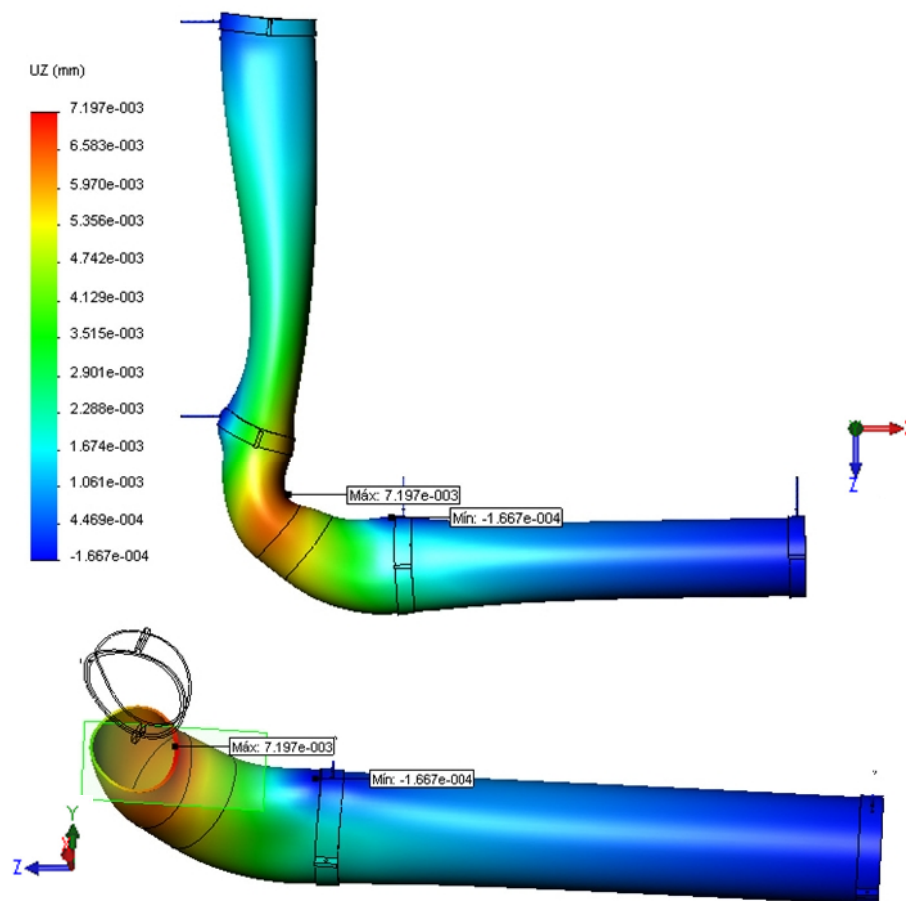 UZ (mm)
7.197e-003
6.583e-003
5.970e-003
5.356e-003
4.742e-003
4.129e-003
3.515e-003
2.901e-003
2.288e-003
1.674e-003
1.061e-003
4.469e-004
-1.667e-004
Máx: 7.197e-003
Mín: -1.667e-004
Z
Máx: 7.197e-003
Mín: -1.667e-004
Y
Z